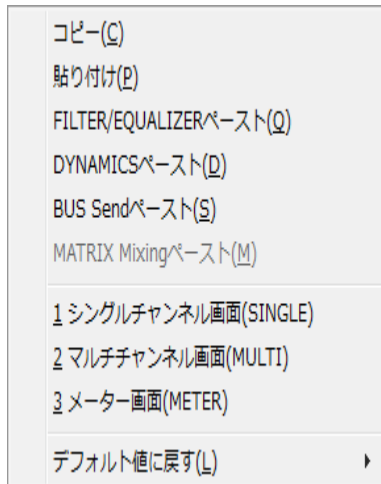 コピー(C)
貼り付け(P)
FILTER/EQUALIZERペースト(Q)
DYNAMICSペースト(D)
BUS Sendペースト(S)
MATRIX Mixingペースト(M)
1 シングルチャンネル画面(SINGLE)
2 マルチチャンネル画面(MULTI)
3 メーター画面(METER)
デフォルト値に戻す(L)